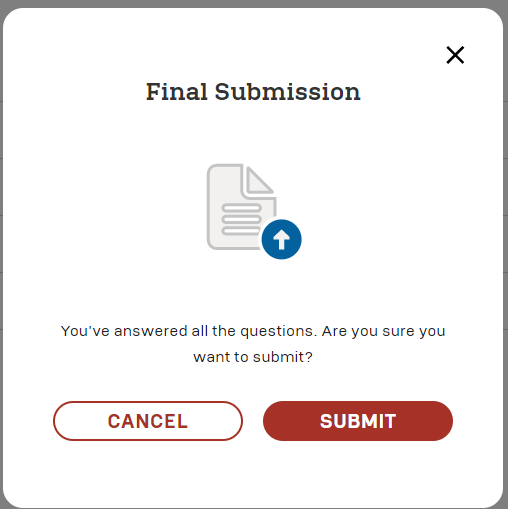 Final Submission
You've answered all the questions. Are you sure you
want to submit?
CANCEL
SUBMIT